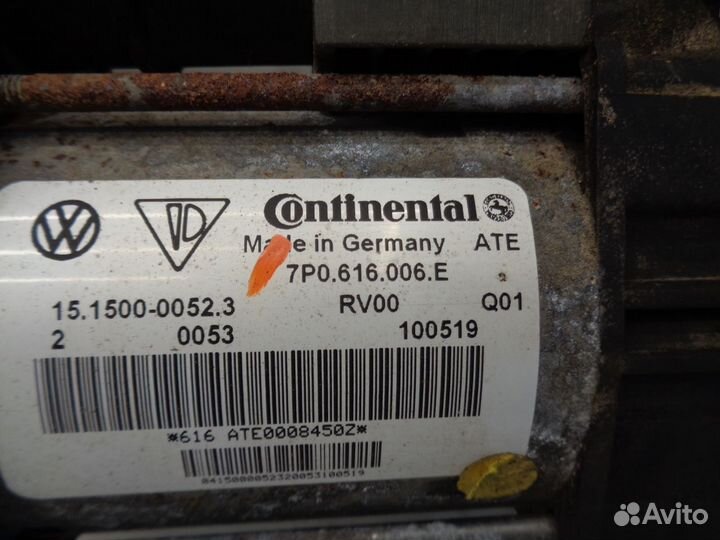 Continental
Made in Germany ATE
7P0.616.006.E
15.1500-0052.3 RV00 Q01
2 0053 100519
*616 ATE0008450Z*
0415000052320053100519
Avito